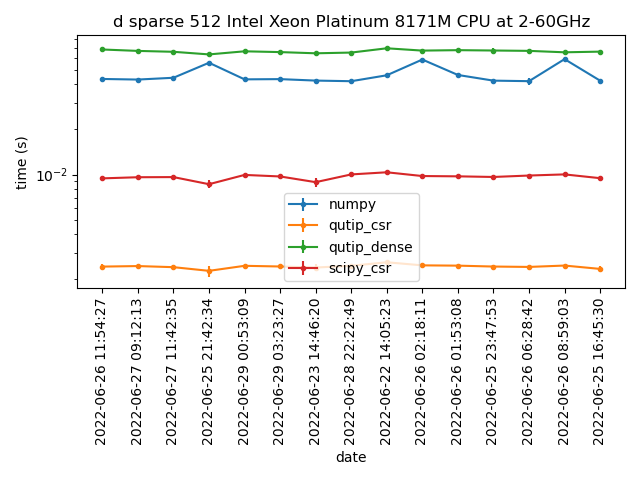 d sparse 512 Intel Xeon Platinum 8171M CPU at 2-60GHz
time (s)
10−2
numpy
qutip_csr
qutip_dense
scipy_csr
2022-06-26 11:54:27
2022-06-27 09:12:13
2022-06-27 11:42:35
2022-06-25 21:42:34
2022-06-29 00:53:09
2022-06-29 03:23:27
2022-06-23 14:46:20
2022-06-28 22:22:49
2022-06-22 14:05:23
2022-06-26 02:18:11
2022-06-26 01:53:08
2022-06-25 23:47:53
2022-06-26 06:28:42
2022-06-26 08:59:03
2022-06-25 16:45:30
date